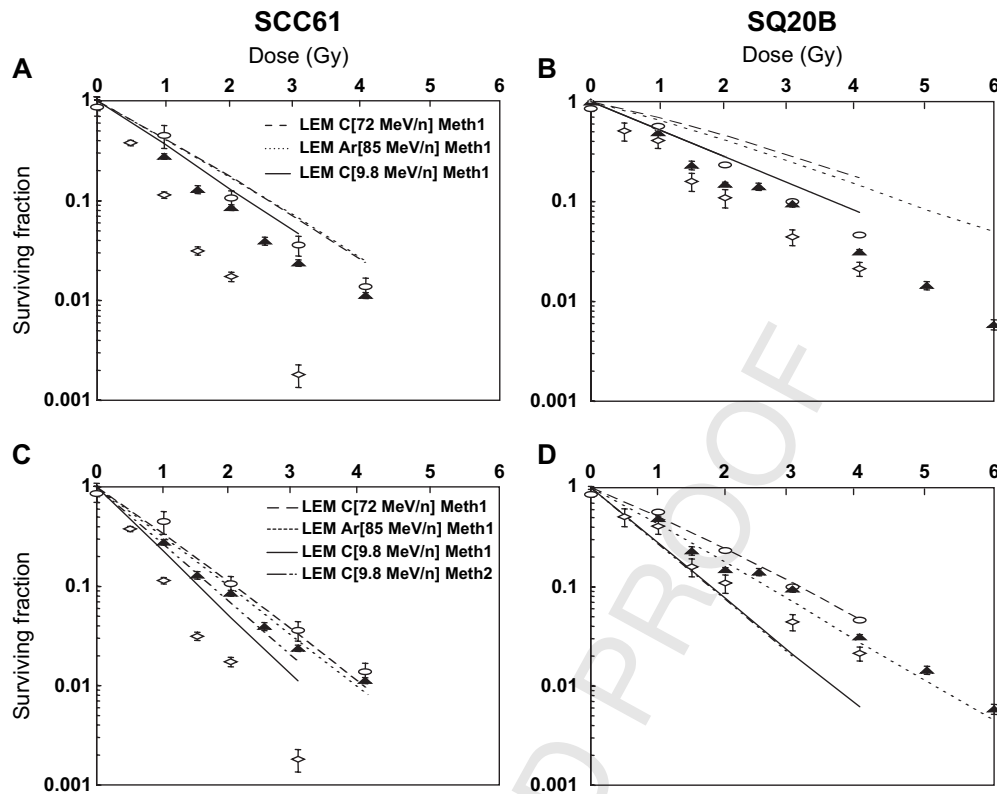 SCC61
SQ20B
Dose (Gy)
Dose (Gy)
A
B
0 1 2 3 4 5 6
0 1 2 3 4 5 6
1
0.1
0.01
0.001
Surviving fraction
LEM C[72 MeV/n] Meth1
LEM Ar[85 MeV/n] Meth1
LEM C[9.8 MeV/n] Meth1
1
0.1
0.01
0.001
C
D
0 1 2 3 4 5 6
0 1 2 3 4 5 6
1
0.1
0.01
0.001
Surviving fraction
LEM C[72 MeV/n] Meth1
LEM Ar[85 MeV/n] Meth1
LEM C[9.8 MeV/n] Meth1
LEM C[9.8 MeV/n] Meth2
1
0.1
0.01
0.001
D PROOF